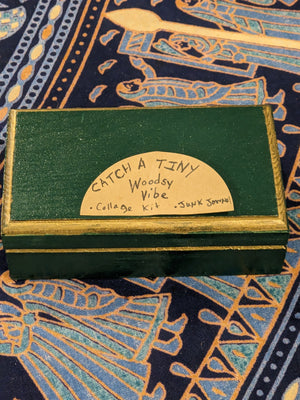 CATCH A TINY
Woodsy
Vibe
• Collage Kit • JUNK Journal